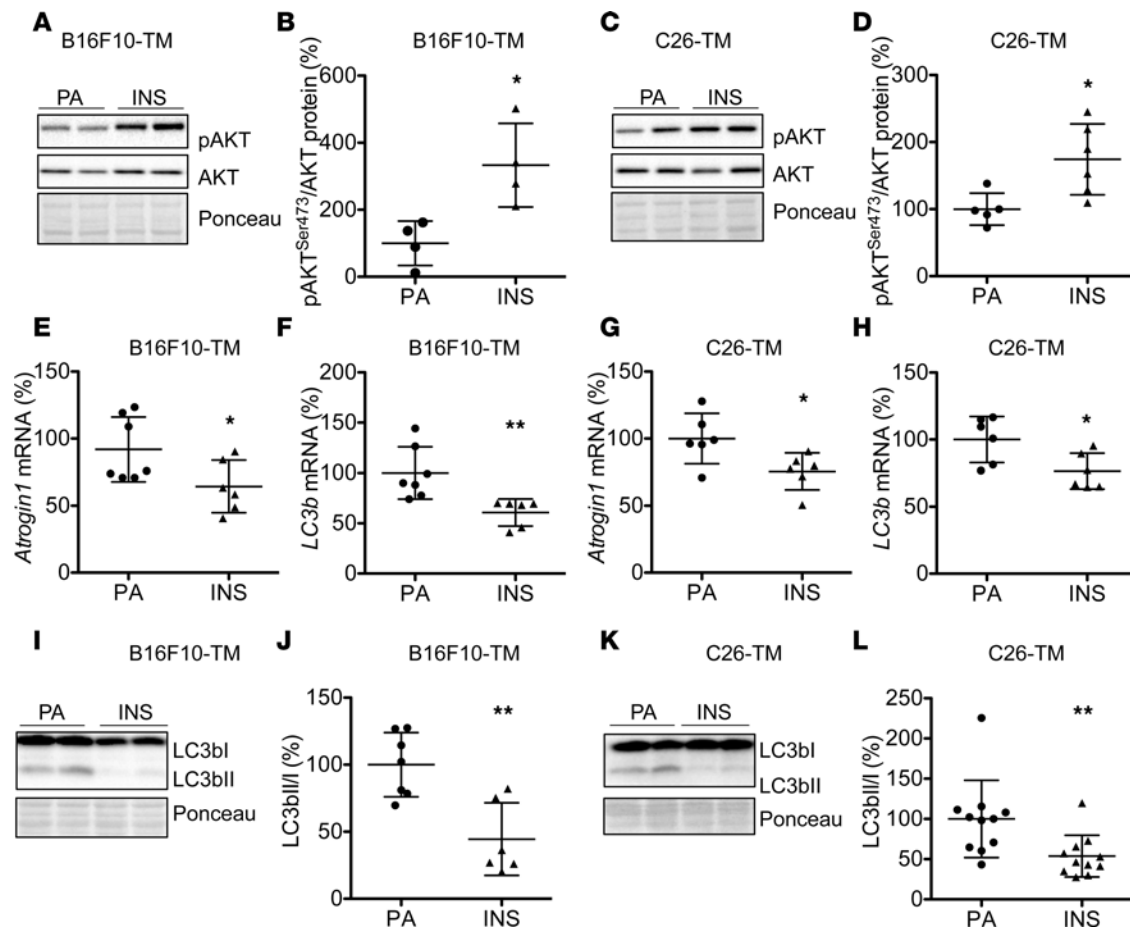 A
B16F10-TM
PA INS
pAKT
AKT
Ponceau
B
B16F10-TM
pAKT^Ser473/AKT protein (%)
600
400
200
0
PA INS
*
C
C26-TM
PA INS
pAKT
AKT
Ponceau
D
C26-TM
pAKT^Ser473/AKT protein (%)
300
200
100
0
PA INS
*
E
B16F10-TM
Atrogin1 mRNA (%)
150
100
50
0
PA INS
*
F
B16F10-TM
LC3b mRNA (%)
200
150
100
50
0
PA INS
**
G
C26-TM
Atrogin1 mRNA (%)
150
100
50
0
PA INS
*
H
C26-TM
LC3b mRNA (%)
150
100
50
0
PA INS
*
I
B16F10-TM
PA INS
LC3bI
LC3bII
Ponceau
J
B16F10-TM
LC3bII/I (%)
150
100
50
0
PA INS
**
K
C26-TM
PA INS
LC3bI
LC3bII
Ponceau
L
C26-TM
LC3bII/I (%)
250
200
150
100
50
0
PA INS
**